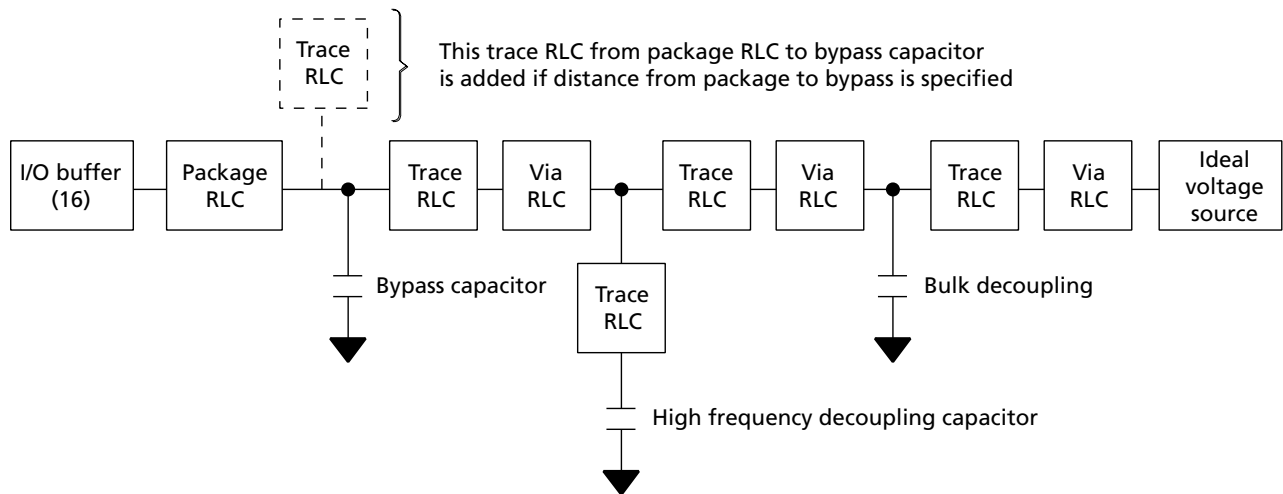 Trace
RLC
This trace RLC from package RLC to bypass capacitor
is added if distance from package to bypass is specified
I/O buffer
(16)
Package
RLC
Trace
RLC
Via
RLC
Trace
RLC
Via
RLC
Trace
RLC
Via
RLC
Ideal
voltage
source
Bypass capacitor
Trace
RLC
Bulk decoupling
High frequency decoupling capacitor